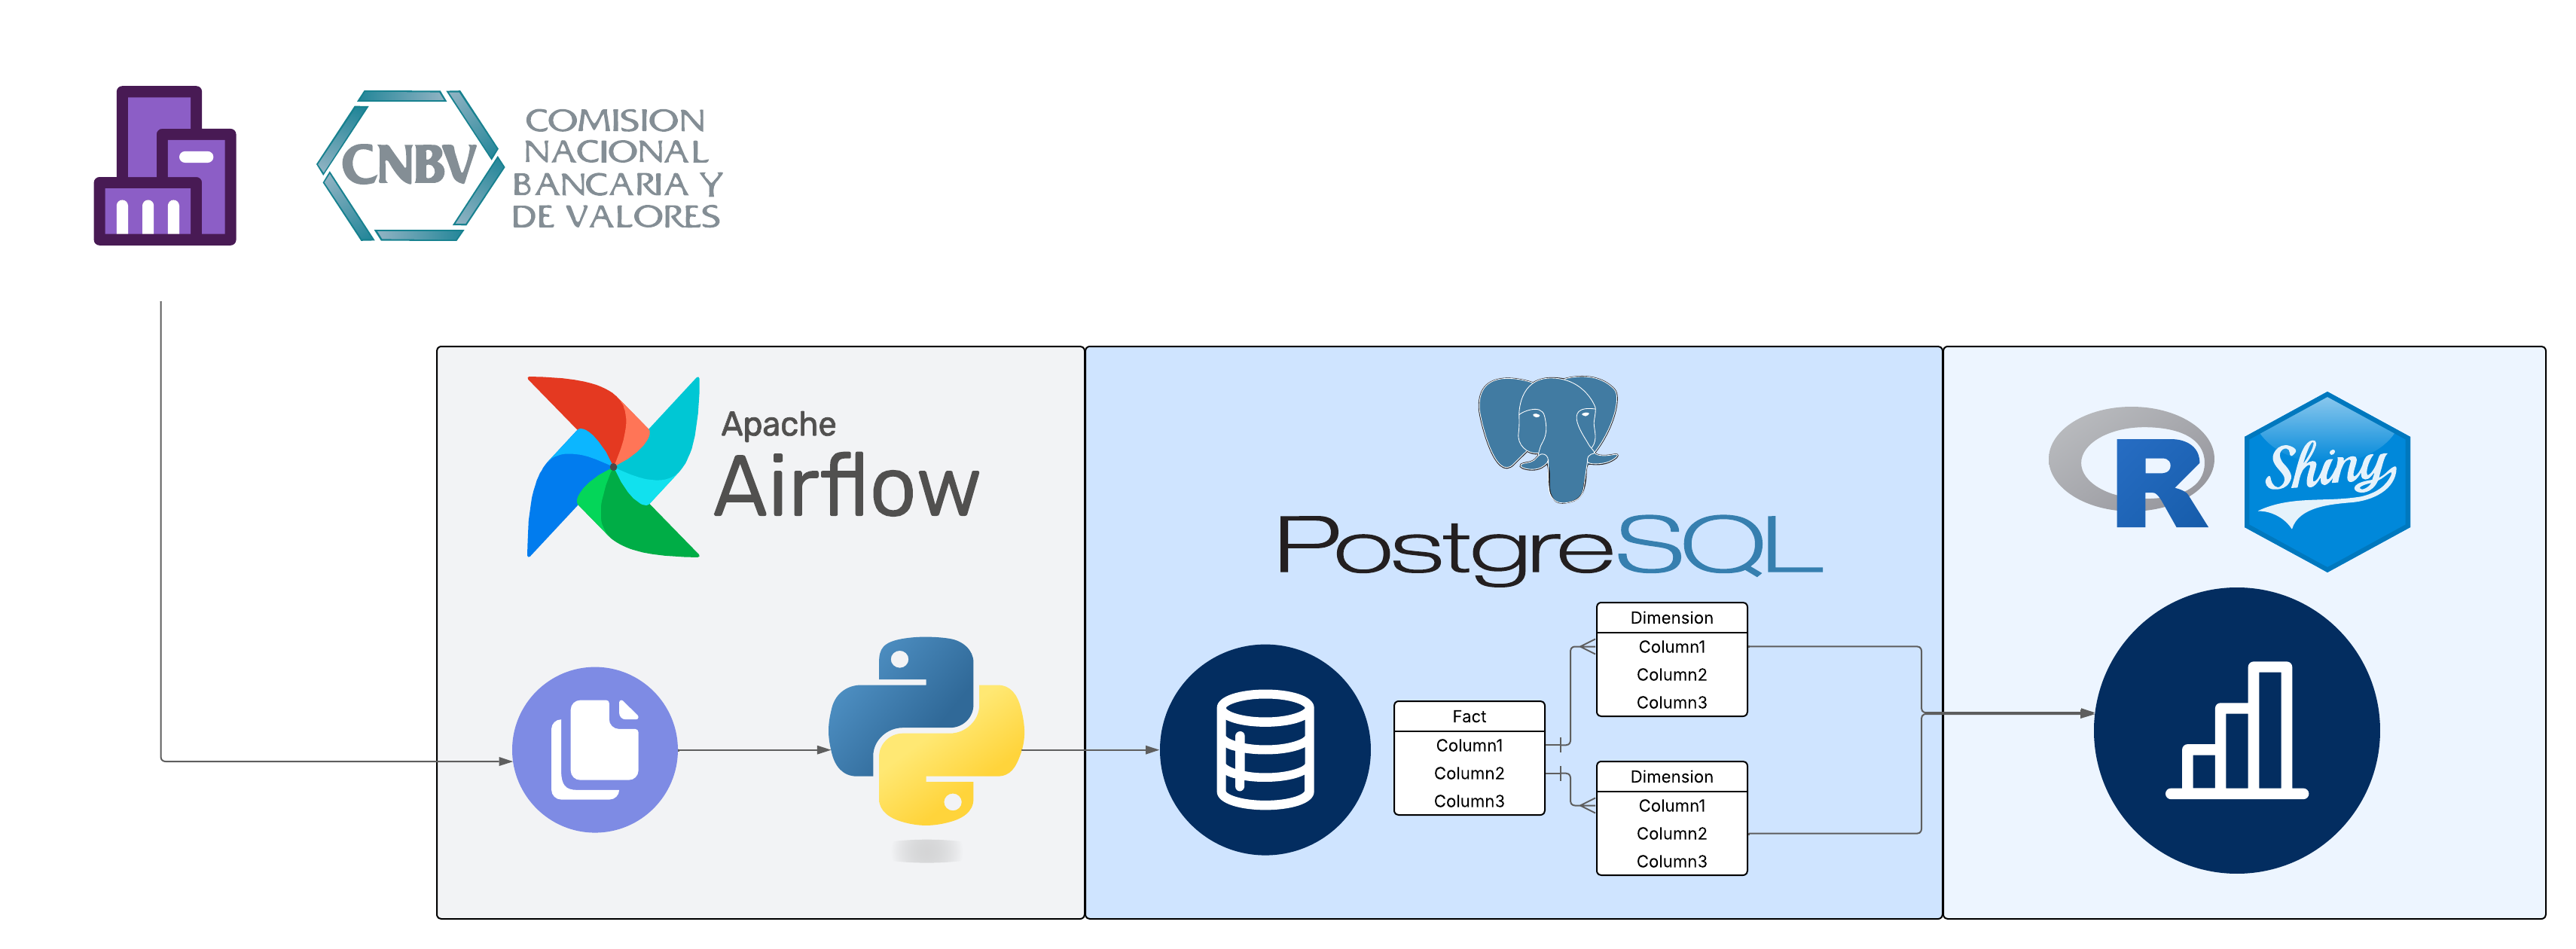 CNBV
COMISION
NACIONAL
BANCARIA Y
DE VALORES
Apache
Airflow
PostgreSQL
Fact
Column1
Column2
Column3
Dimension
Column1
Column2
Column3
Dimension
Column1
Column2
Column3
R
Shiny